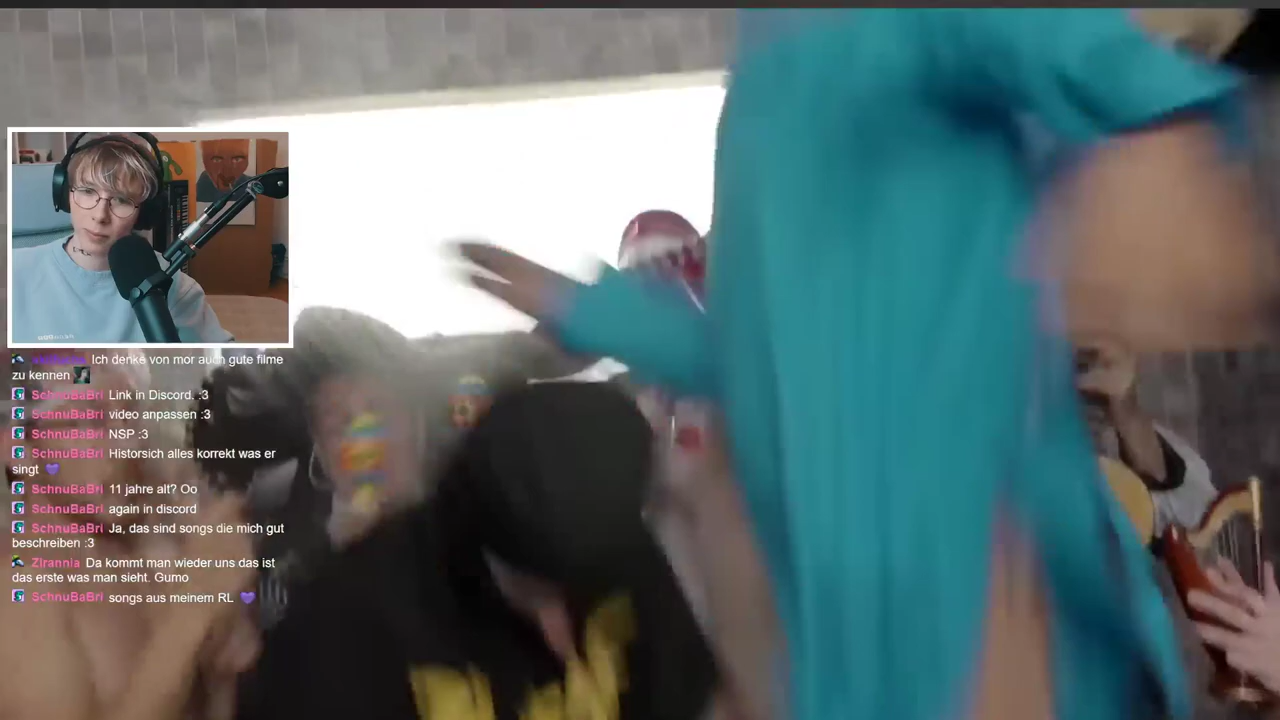 Ich denke von mor auch gute filme
zu kennen
SchnuBaBri Link in Discord. :3
SchnuBaBri video anpassen :3
SchnuBaBri NSP :3
SchnuBaBri Historsich alles korrekt was er
singt 💜
SchnuBaBri 11 jahre alt? Oo
SchnuBaBri again in discord
SchnuBaBri Ja, das sind songs die mich gut
beschreiben :3
Zirannia Da kommt man wieder uns das ist
das erste was man sieht. Gumo
SchnuBaBri songs aus meinem RL 💜